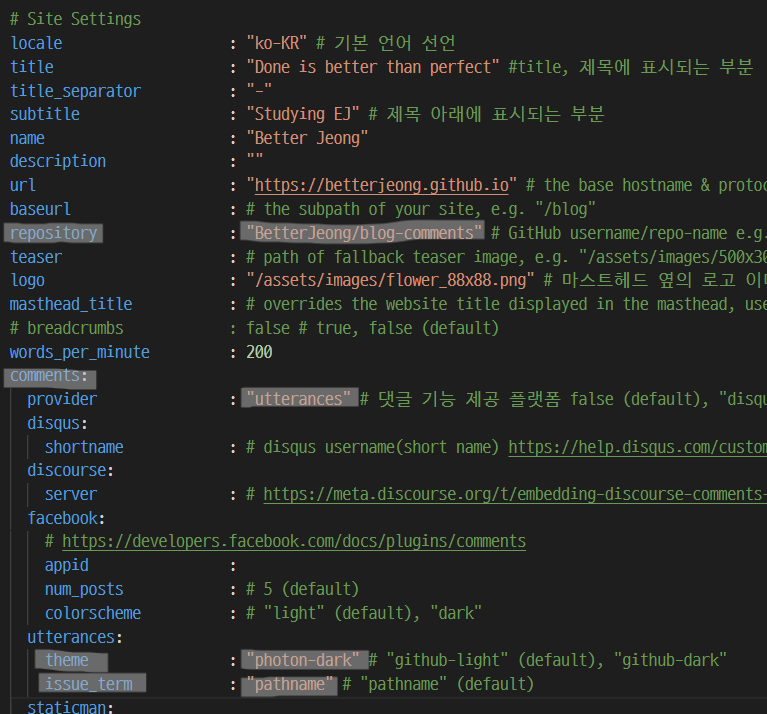 # Site Settings
locale : "ko-KR" # 기본 언어 선언
title : "Done is better than perfect" #title, 제목에 표시되는 부분
title_separator : "-"
subtitle : "Studying EJ" # 제목 아래에 표시되는 부분
name : "Better Jeong"
description : ""
url : "https://betterjeong.github.io" # the base hostname & protoc
baseurl : # the subpath of your site, e.g. "/blog"
repository : "BetterJeong/blog-comments" # GitHub username/repo-name e.g.
teaser : # path of fallback teaser image, e.g. "/assets/images/500x30
logo : "/assets/images/flower_88x88.png" # 마스트헤드 옆의 로고 이미
masthead_title : # overrides the website title displayed in the masthead, use
# breadcrumbs : false # true, false (default)
words_per_minute : 200
comments:
provider : "utterances" # 댓글 기능 제공 플랫폼 false (default), "disqu
disqus:
shortname : # disqus username(short name) https://help.disqus.com/custom
discourse:
server : # https://meta.discourse.org/t/embedding-discourse-comments-
facebook:
# https://developers.facebook.com/docs/plugins/comments
appid :
num_posts : # 5 (default)
colorscheme : # "light" (default), "dark"
utterances:
theme : "photon-dark" # "github-light" (default), "github-dark"
issue_term : "pathname" # "pathname" (default)
staticman: